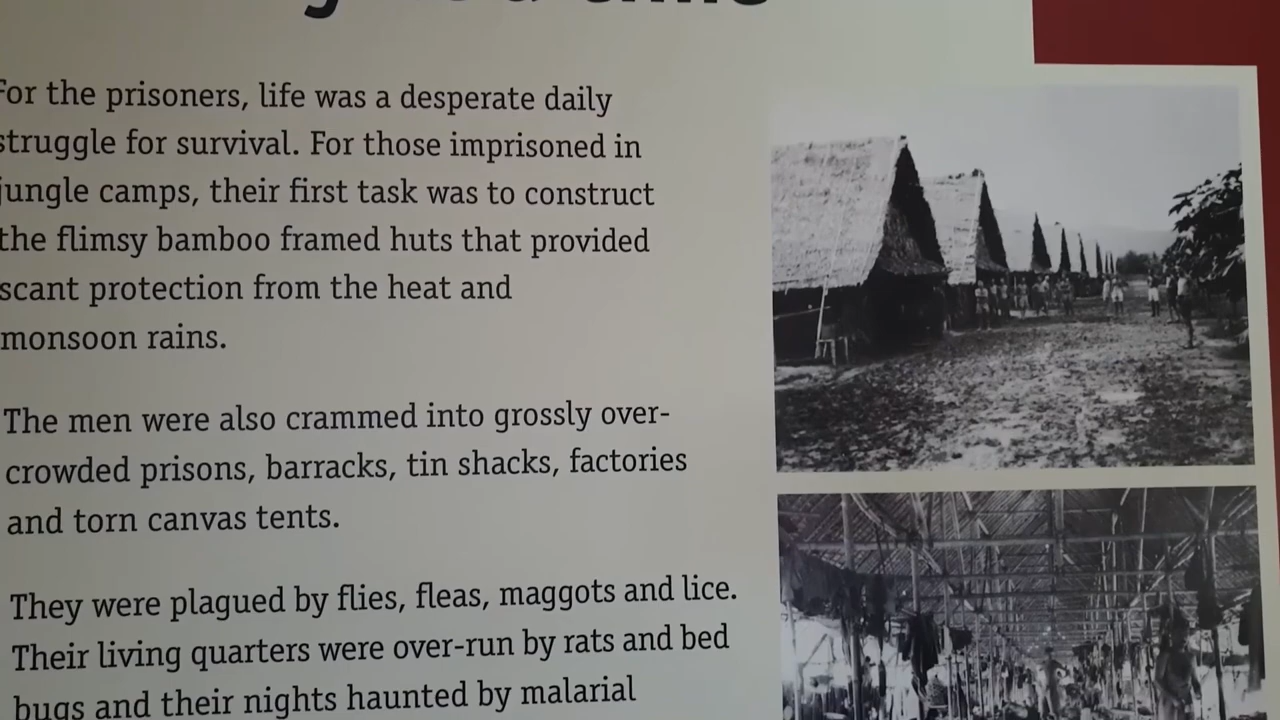 For the prisoners, life was a desperate daily
struggle for survival. For those imprisoned in
jungle camps, their first task was to construct
the flimsy bamboo framed huts that provided
scant protection from the heat and
monsoon rains.
The men were also crammed into grossly over-
crowded prisons, barracks, tin shacks, factories
and torn canvas tents.
They were plagued by flies, fleas, maggots and lice.
Their living quarters were over-run by rats and bed
bugs and their nights haunted by malarial